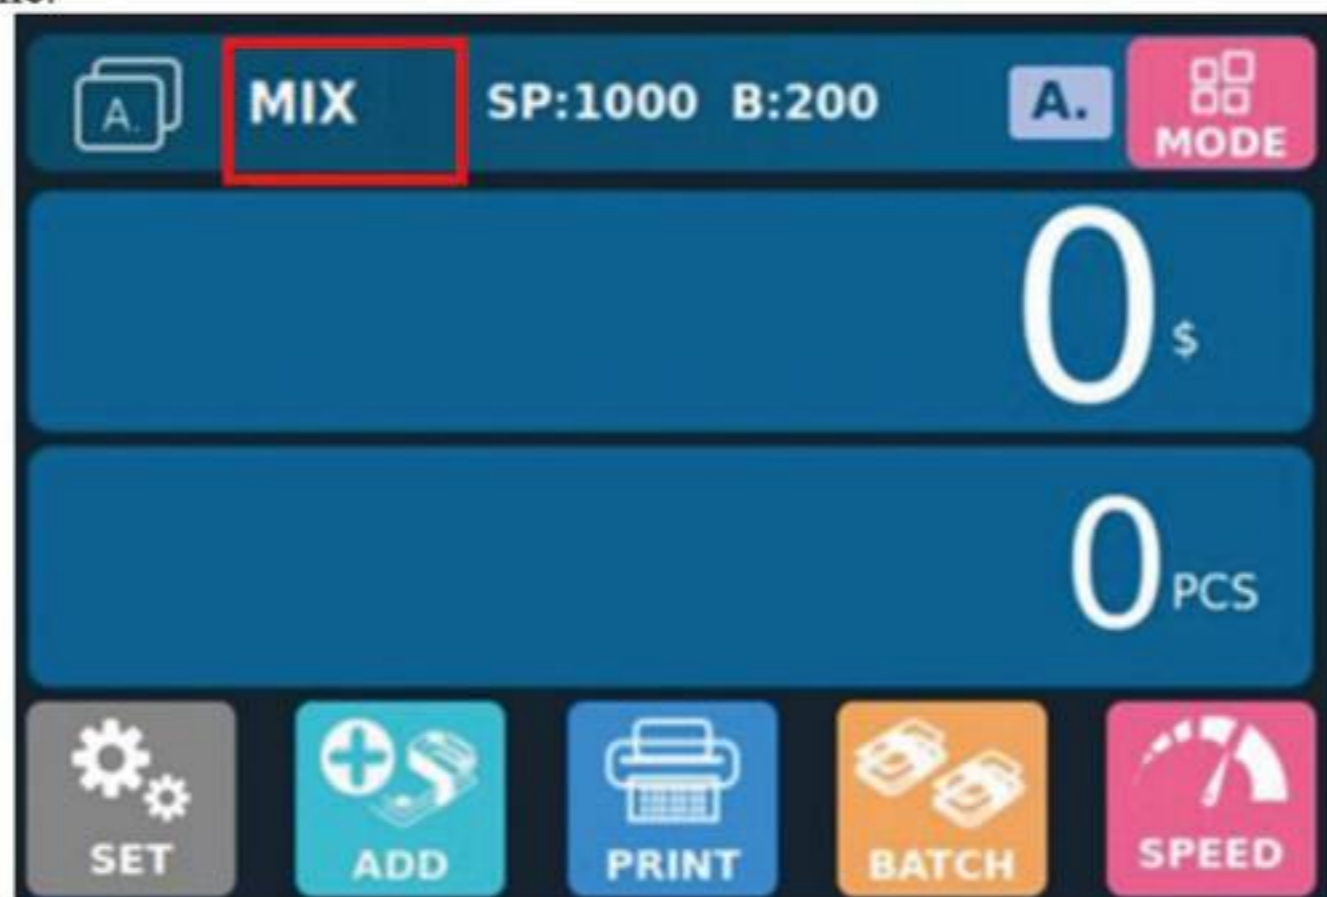 A. MIX SP:1000 B:200 A. MODE
0 $
0 PCS
SET ADD PRINT BATCH SPEED